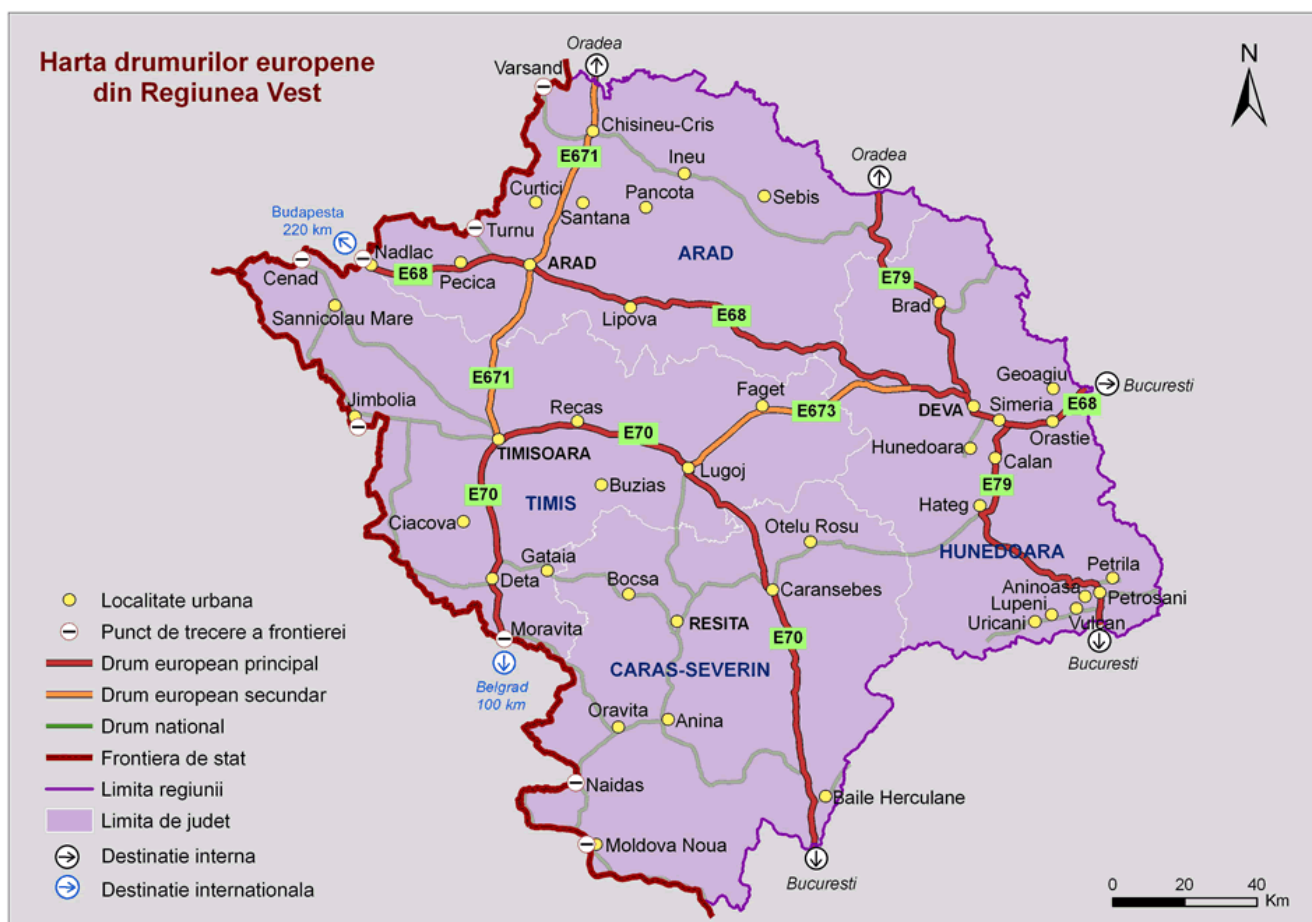 Harta drumurilor europene
din Regiunea Vest
Oradea
N
Varsand
Chisineu-Cris
E671
Oradea
Ineu
Curtici
Santana
Pancota
Sebis
Budapesta
220 km
Turnu
Nadlac
ARAD
ARAD
Cenad
E68
Pecica
E79
Sannicolau Mare
Lipova
E68
Brad
E671
Faget
Geoagiu
Bucuresti
Jimbolia
Recas
E673
DEVA
Simeria
E68
TIMISOARA
E70
Orastie
Hunedoara
Lugoj
Calan
E70
Buzias
E79
TIMIS
Hateg
Ciacova
Otelu Rosu
HUNEDOARA
Gataia
Petrila
Deta
Bocsa
Caransebes
Aninoasa
Petrosani
Lupeni
Uricani
Vulcan
RESITA
Moravita
E70
CARAS-SEVERIN
Bucuresti
Belgrad
100 km
Oravita
Anina
Naidas
Baile Herculane
Moldova Noua
Bucuresti
Localitate urbana
Punct de trecere a frontierei
Drum european principal
Drum european secundar
Drum national
Frontiera de stat
Limita regiunii
Limita de judet
Destinatie interna
Destinatie internationala
0 20 40
Km